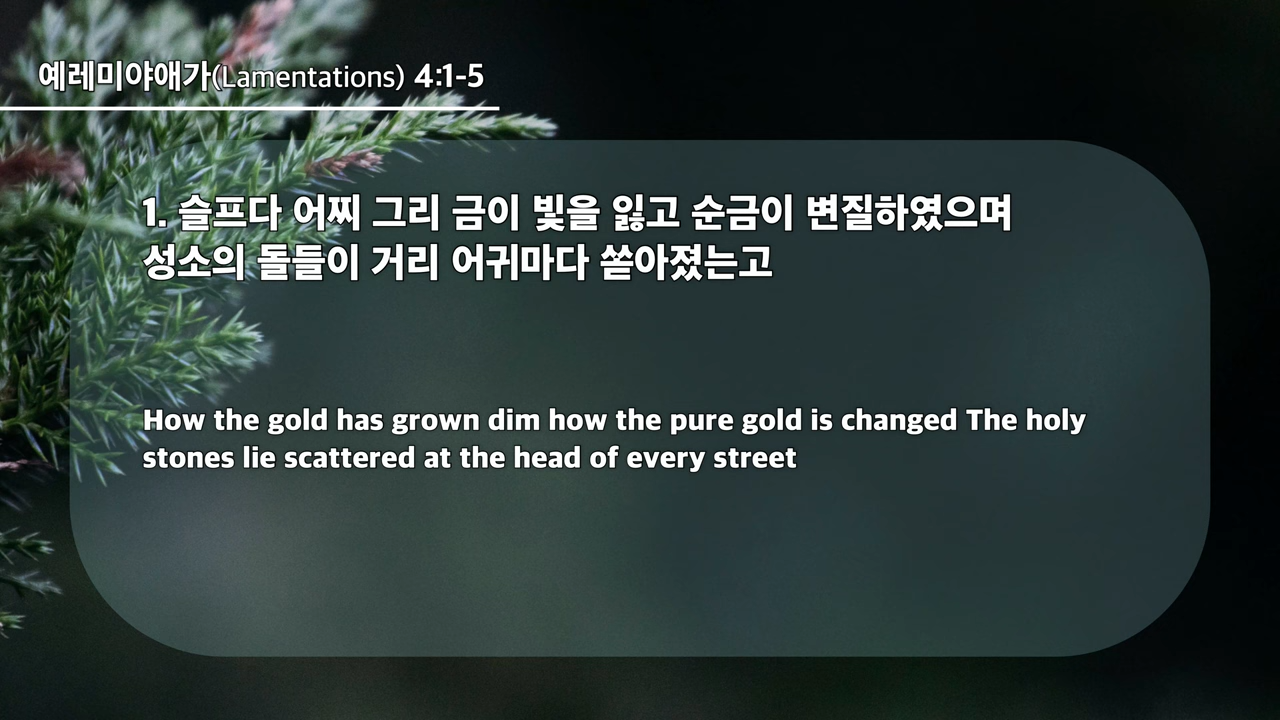 예레미야애가(Lamentations) 4:1-5
1. 슬프다 어찌 그리 금이 빛을 잃고 순금이 변질하였으며
성소의 돌들이 거리 어귀마다 쏟아졌는고
How the gold has grown dim how the pure gold is changed The holy
stones lie scattered at the head of every street